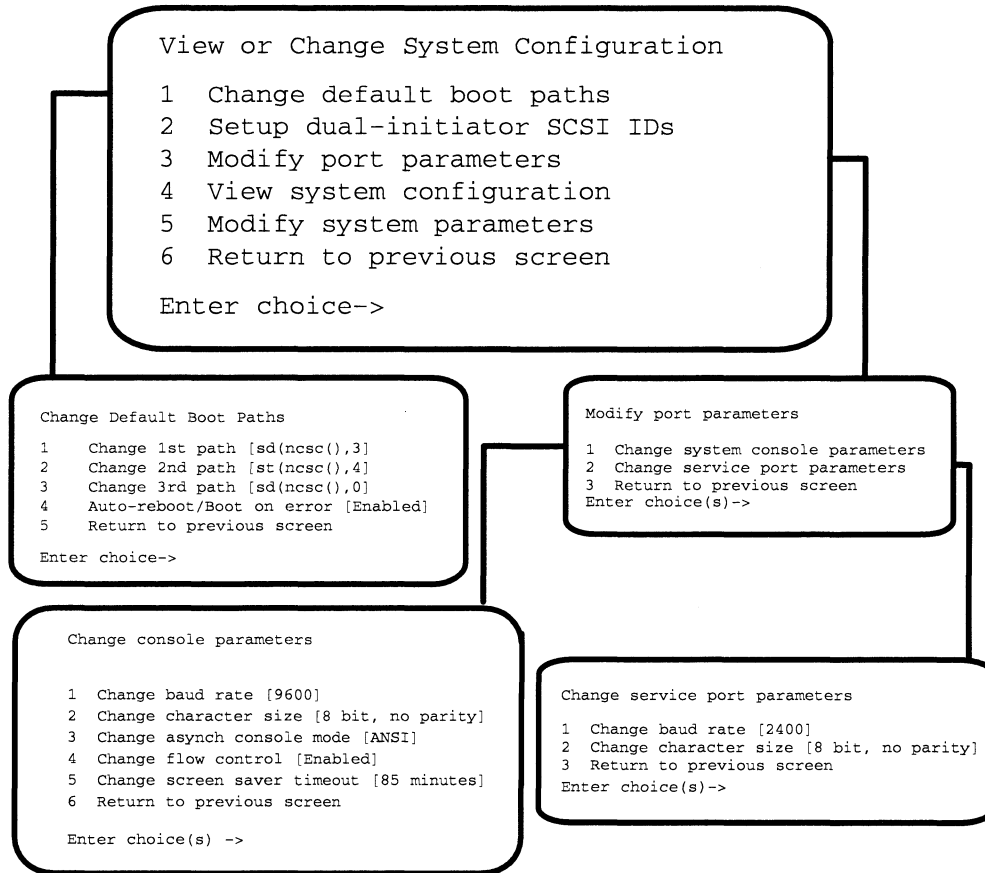 View or Change System Configuration
1 Change default boot paths
2 Setup dual-initiator SCSI IDs
3 Modify port parameters
4 View system configuration
5 Modify system parameters
6 Return to previous screen
Enter choice->
Change Default Boot Paths
1 Change 1st path [sd(ncsc(),3]
2 Change 2nd path [st(ncsc(),4]
3 Change 3rd path [sd(ncsc(),0]
4 Auto-reboot/Boot on error [Enabled]
5 Return to previous screen
Enter choice->
Modify port parameters
1 Change system console parameters
2 Change service port parameters
3 Return to previous screen
Enter choice(s)->
Change console parameters
1 Change baud rate [9600]
2 Change character size [8 bit, no parity]
3 Change asynch console mode [ANSI]
4 Change flow control [Enabled]
5 Change screen saver timeout [85 minutes]
6 Return to previous screen
Enter choice(s) ->
Change service port parameters
1 Change baud rate [2400]
2 Change character size [8 bit, no parity]
3 Return to previous screen
Enter choice(s)->